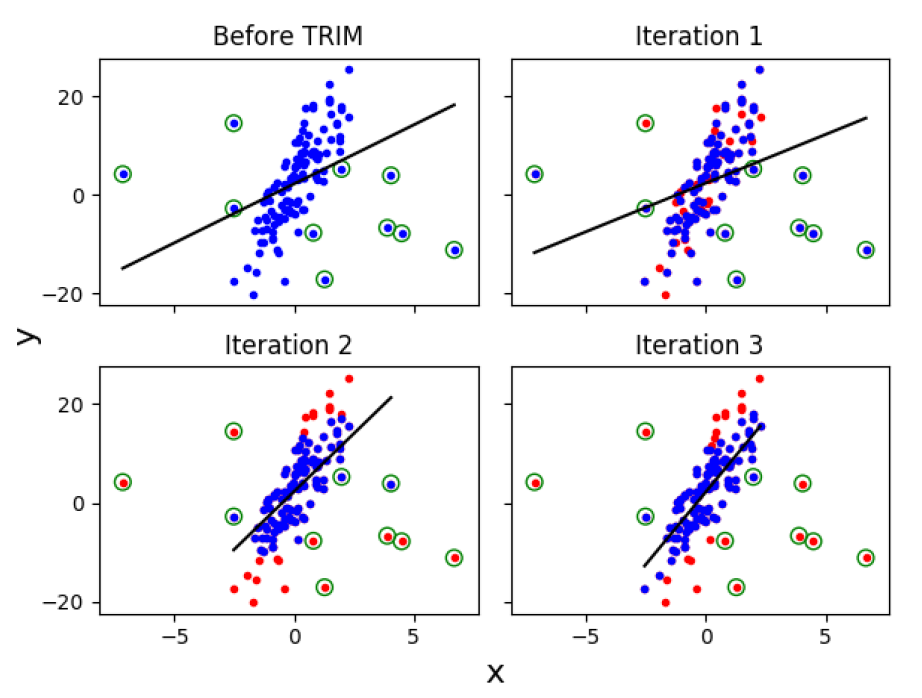 Before TRIM
Iteration 1
20
0
−20
y
Iteration 2
Iteration 3
20
0
−20
−5
0
5
−5
0
5
x